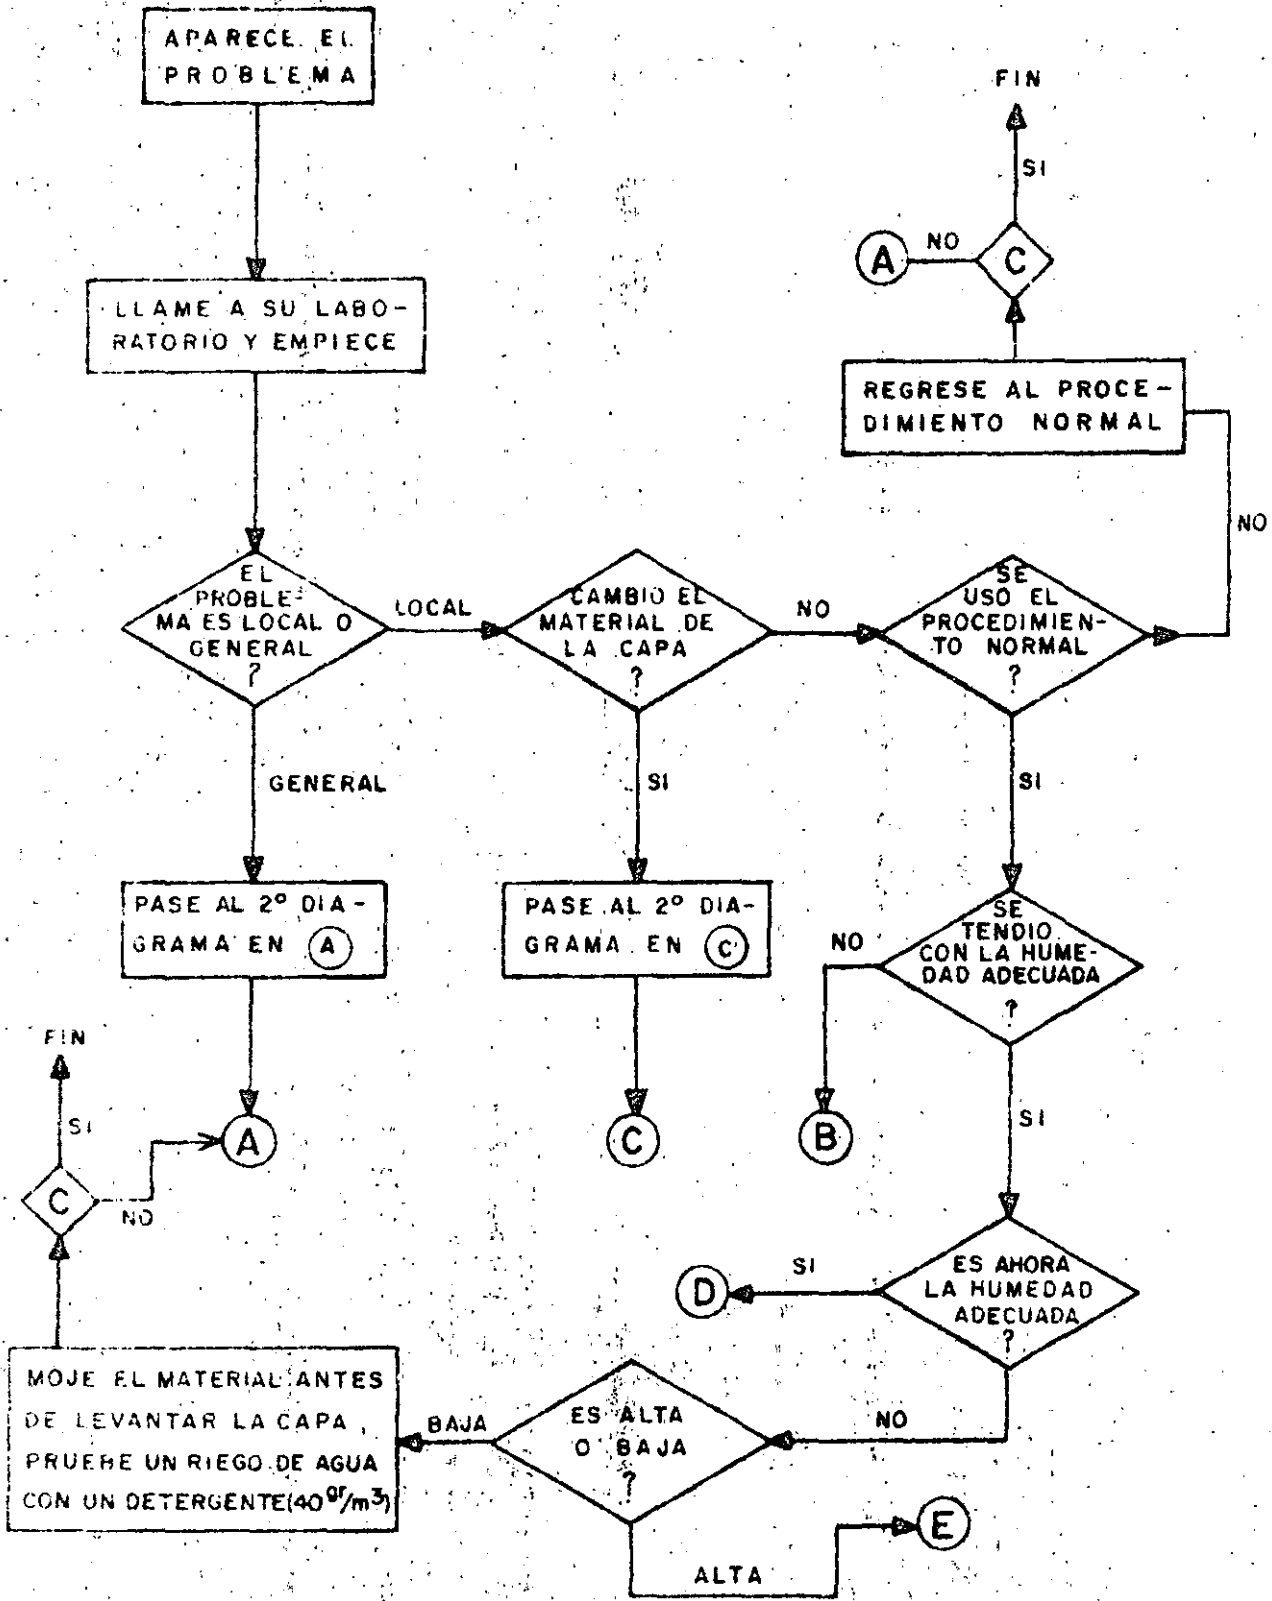 APARECE EL
PROBLEMA
FIN
SI
A
NO
C
LLAME A SU LABO-
RATORIO Y EMPIECE
REGRESE AL PROCE-
DIMIENTO NORMAL
NO
EL
PROBLE-
MA ES LOCAL O
GENERAL
?
LOCAL
CAMBIO EL
MATERIAL DE
LA CAPA
?
NO
SE
USO EL
PROCEDIMIEN-
TO NORMAL
?
GENERAL
SI
SI
PASE AL 2º DIA-
GRAMA EN A
PASE AL 2º DIA-
GRAMA EN C
NO
SE
TENDIO
CON LA HUME-
DAD ADECUADA
?
FIN
SI
C
NO
A
C
B
SI
D
SI
ES AHORA
LA HUMEDAD
ADECUADA
?
MOJE EL MATERIAL ANTES
DE LEVANTAR LA CAPA,
PRUEBE UN RIEGO DE AGUA
CON UN DETERGENTE(40gr/m3)
BAJA
ES ALTA
O BAJA
?
NO
E
ALTA